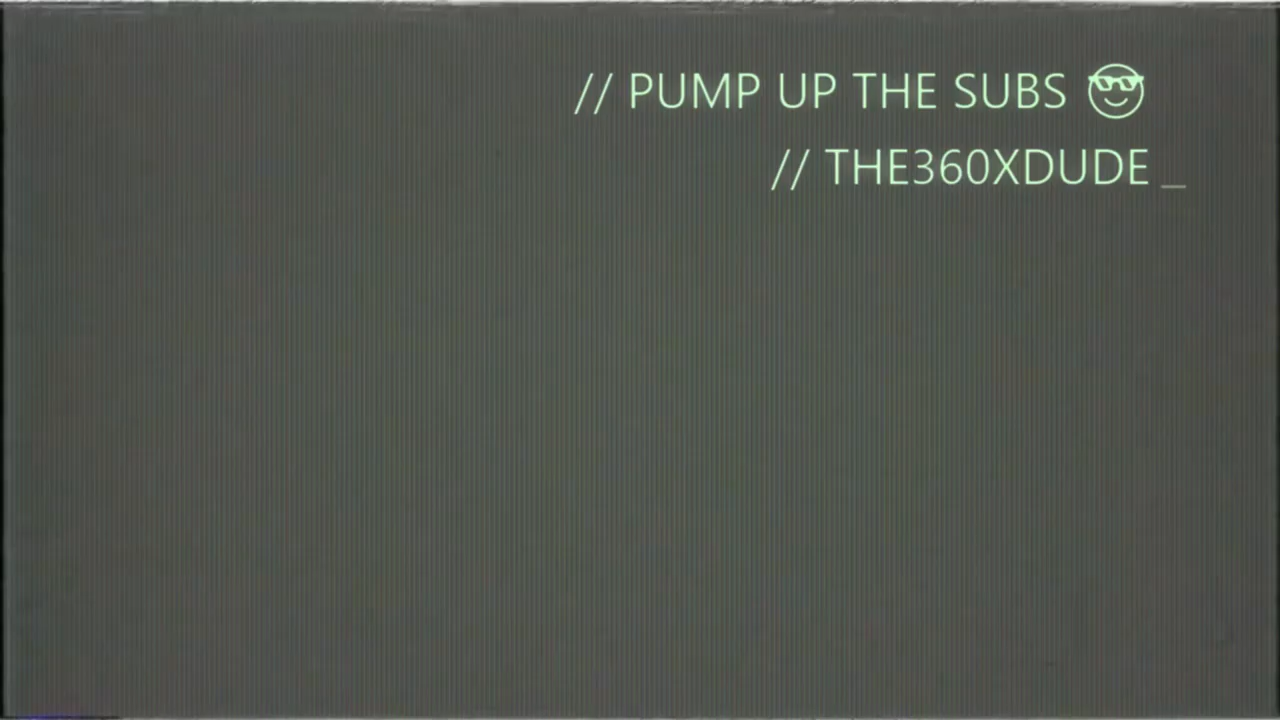 // PUMP UP THE SUBS 😎
// THE360XDUDE _